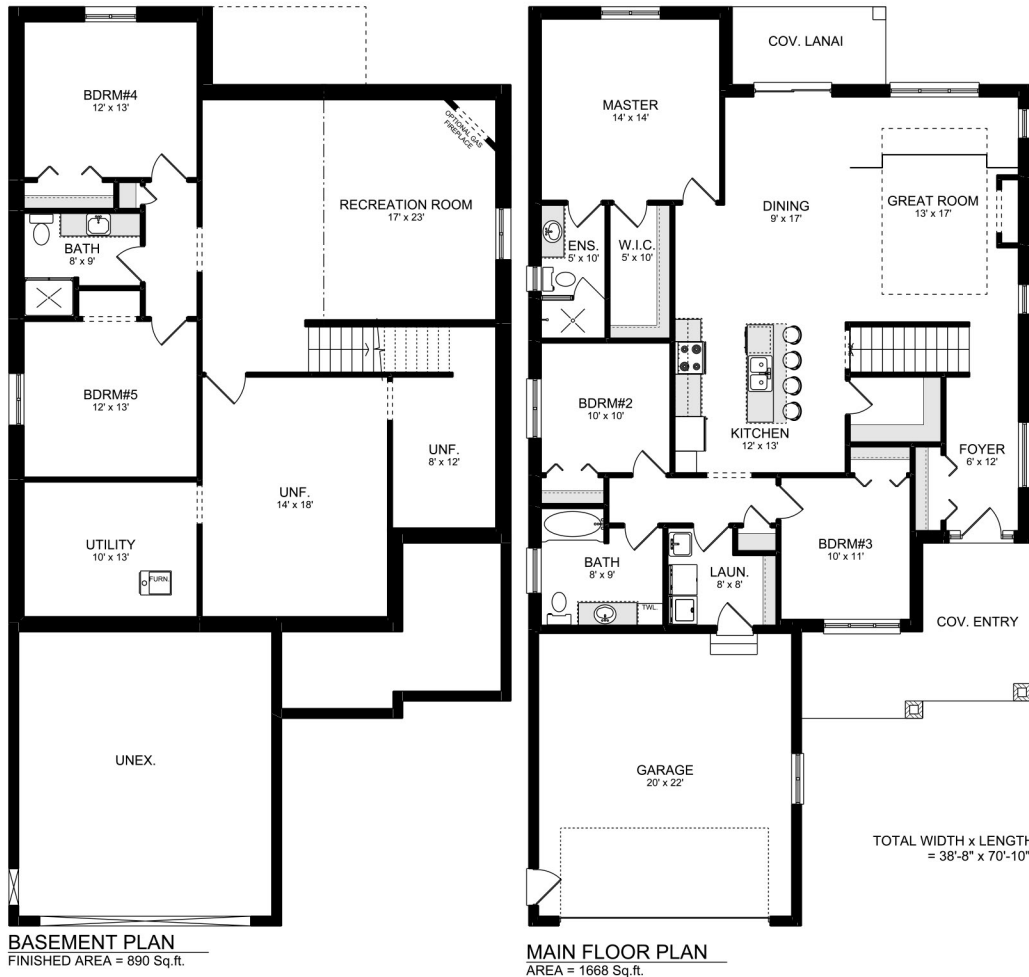 BDRM#4
12' x 13'
OPTIONAL GAS
FIREPLACE
RECREATION ROOM
17' x 23'
BATH
8' x 9'
BDRM#5
12' x 13'
UNF.
8' x 12'
UNF.
14' x 18'
UTILITY
10' x 13'
FURN.
UNEX.
BASEMENT PLAN
FINISHED AREA = 890 Sq.ft.
COV. LANAI
MASTER
14' x 14'
DINING
9' x 17'
GREAT ROOM
13' x 17'
ENS.
5' x 10'
W.I.C.
5' x 10'
BDRM#2
10' x 10'
KITCHEN
12' x 13'
FOYER
6' x 12'
BATH
8' x 9'
TWL.
LAUN.
8' x 8'
BDRM#3
10' x 11'
COV. ENTRY
GARAGE
20' x 22'
TOTAL WIDTH x LENGTH
= 38'-8" x 70'-10"
MAIN FLOOR PLAN
AREA = 1668 Sq.ft.